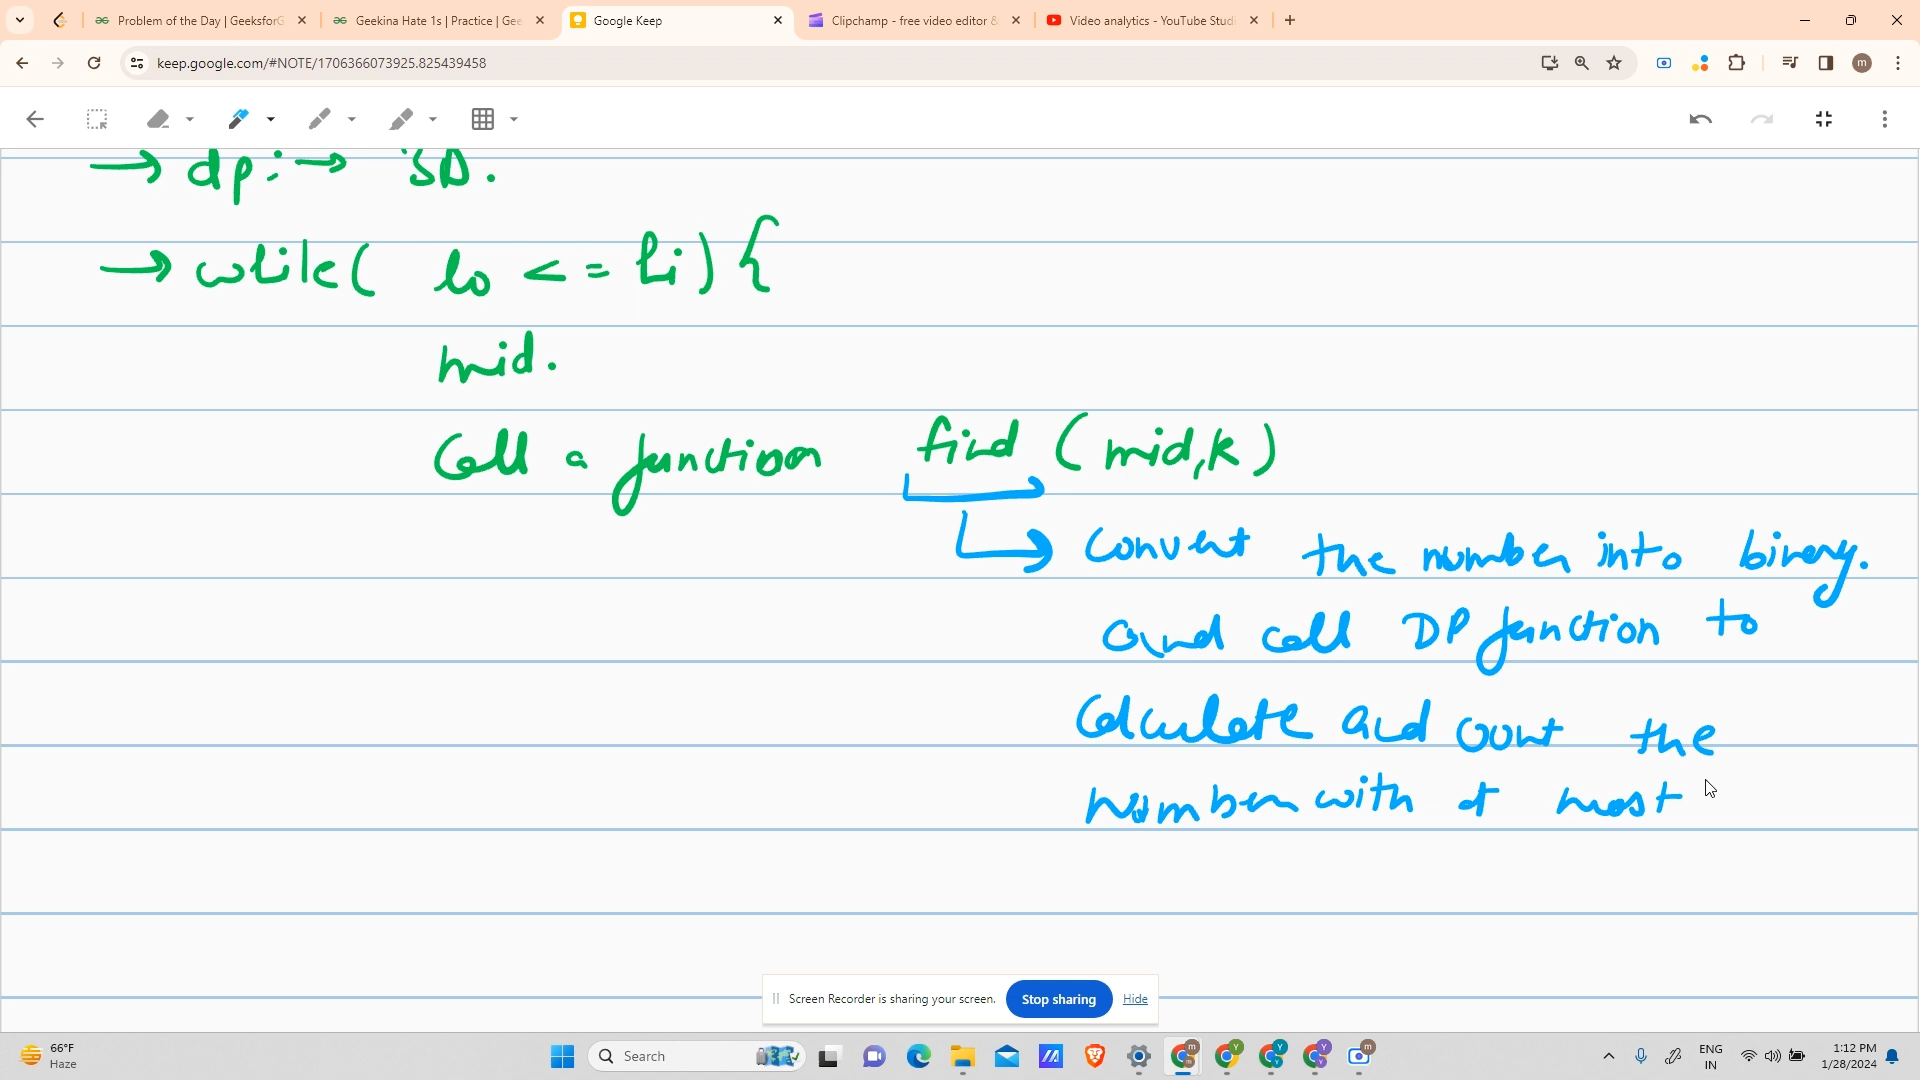 Problem of the Day | GeeksforG
Geekina Hate 1s | Practice | Gee
Google Keep
Clipchamp - free video editor &
Video analytics - YouTube Studi
keep.google.com/#NOTE/1706366073925.825439458
m
→ dp: → 3D.
→ while( lo <= hi) {
mid.
Call a function find (mid,k)
convert the number into binary.
and call DP function to
Calculate and count the
number with at most
Screen Recorder is sharing your screen.
Stop sharing
Hide
66°F
Haze
Search
ENG
IN
1:12 PM
1/28/2024